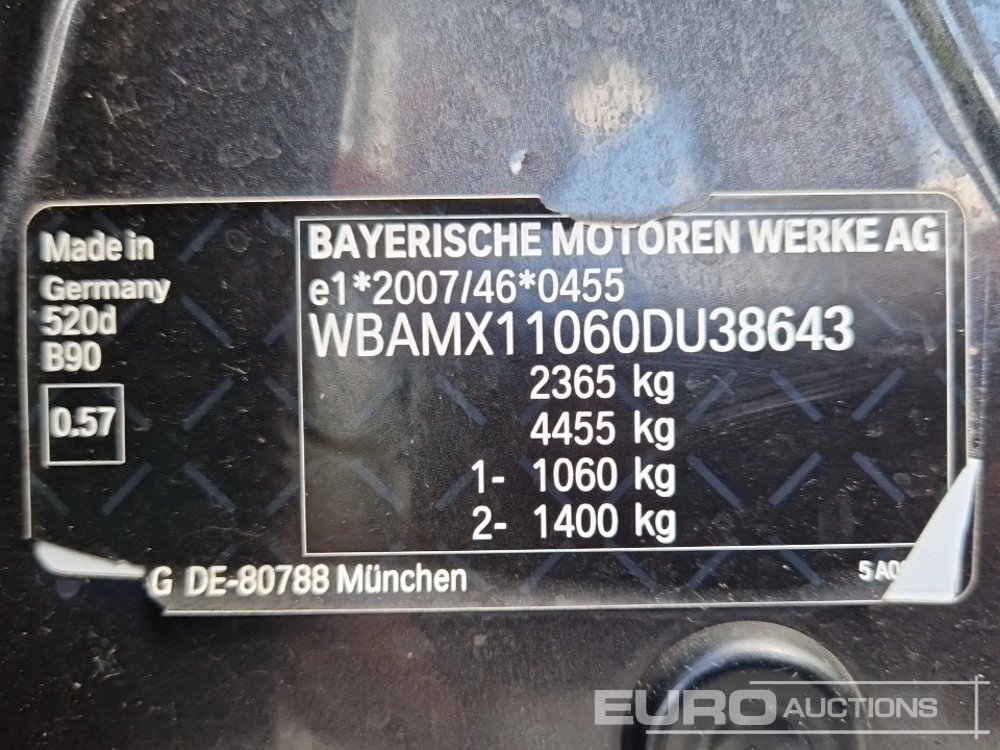 Made in
Germany
520d
B90
0.57
BAYERISCHE MOTOREN WERKE AG
e1*2007/46*0455
WBAMX11060DU38643
2365 kg
4455 kg
1- 1060 kg
2- 1400 kg
G DE-80788 München
EURO AUCTIONS